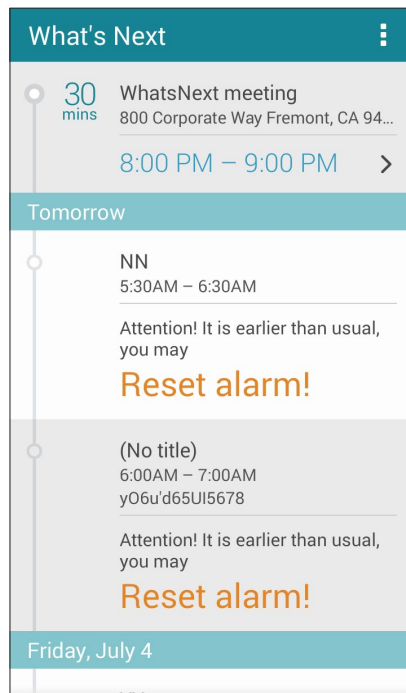 What's Next
30
mins
WhatsNext meeting
800 Corporate Way Fremont, CA 94...
8:00 PM – 9:00 PM
Tomorrow
NN
5:30AM – 6:30AM
Attention! It is earlier than usual,
you may
Reset alarm!
(No title)
6:00AM – 7:00AM
yO6u'd65UI5678
Attention! It is earlier than usual,
you may
Reset alarm!
Friday, July 4